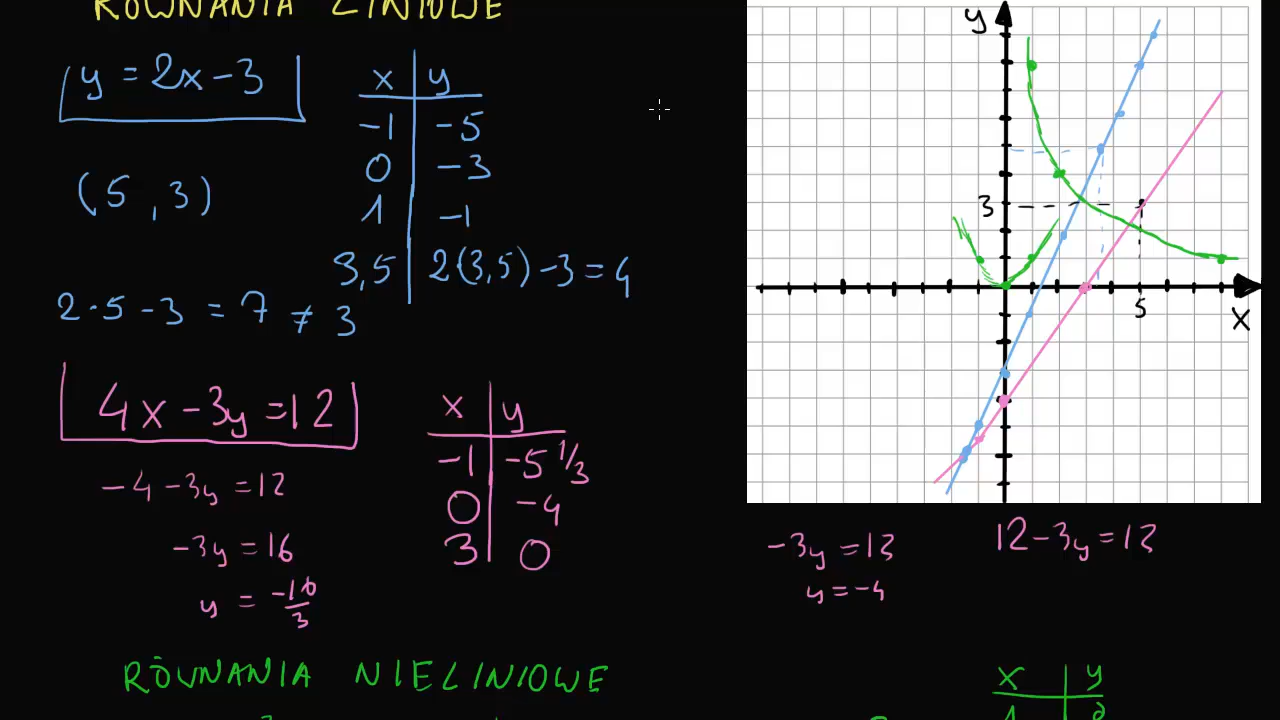 RÓWNANIA LINIOWE
y = 2x - 3
x | y
-1 | -5
0 | -3
1 | -1
3,5 | 2(3,5) - 3 = 4
(5, 3)
2·5 - 3 = 7 ≠ 3
4x - 3y = 12
-4 - 3y = 12
-3y = 16
y = -16/3
x | y
-1 | -5 1/3
0 | -4
3 | 0
y
3
5
x
-3y = 12
y = -4
12 - 3y = 12
RÓWNANIA NIELINIOWE
x | y